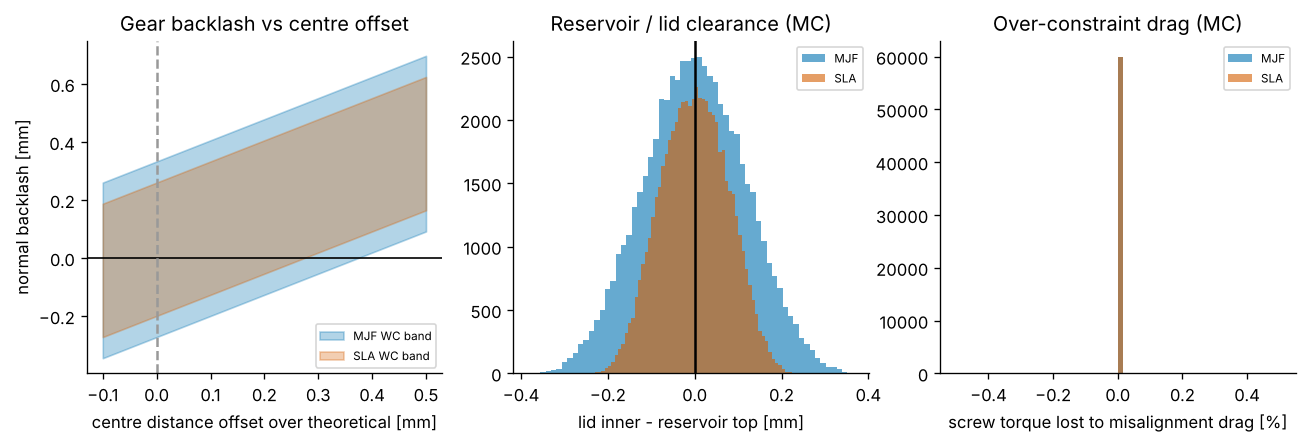 Gear backlash vs centre offset
normal backlash [mm]
0.6
0.4
0.2
0.0
−0.2
MJF WC band
SLA WC band
−0.1 0.0 0.1 0.2 0.3 0.4 0.5
centre distance offset over theoretical [mm]
Reservoir / lid clearance (MC)
2500
2000
1500
1000
500
0
MJF
SLA
−0.4 −0.2 0.0 0.2 0.4
lid inner - reservoir top [mm]
Over-constraint drag (MC)
60000
50000
40000
30000
20000
10000
0
MJF
SLA
−0.4 −0.2 0.0 0.2 0.4
screw torque lost to misalignment drag [%]